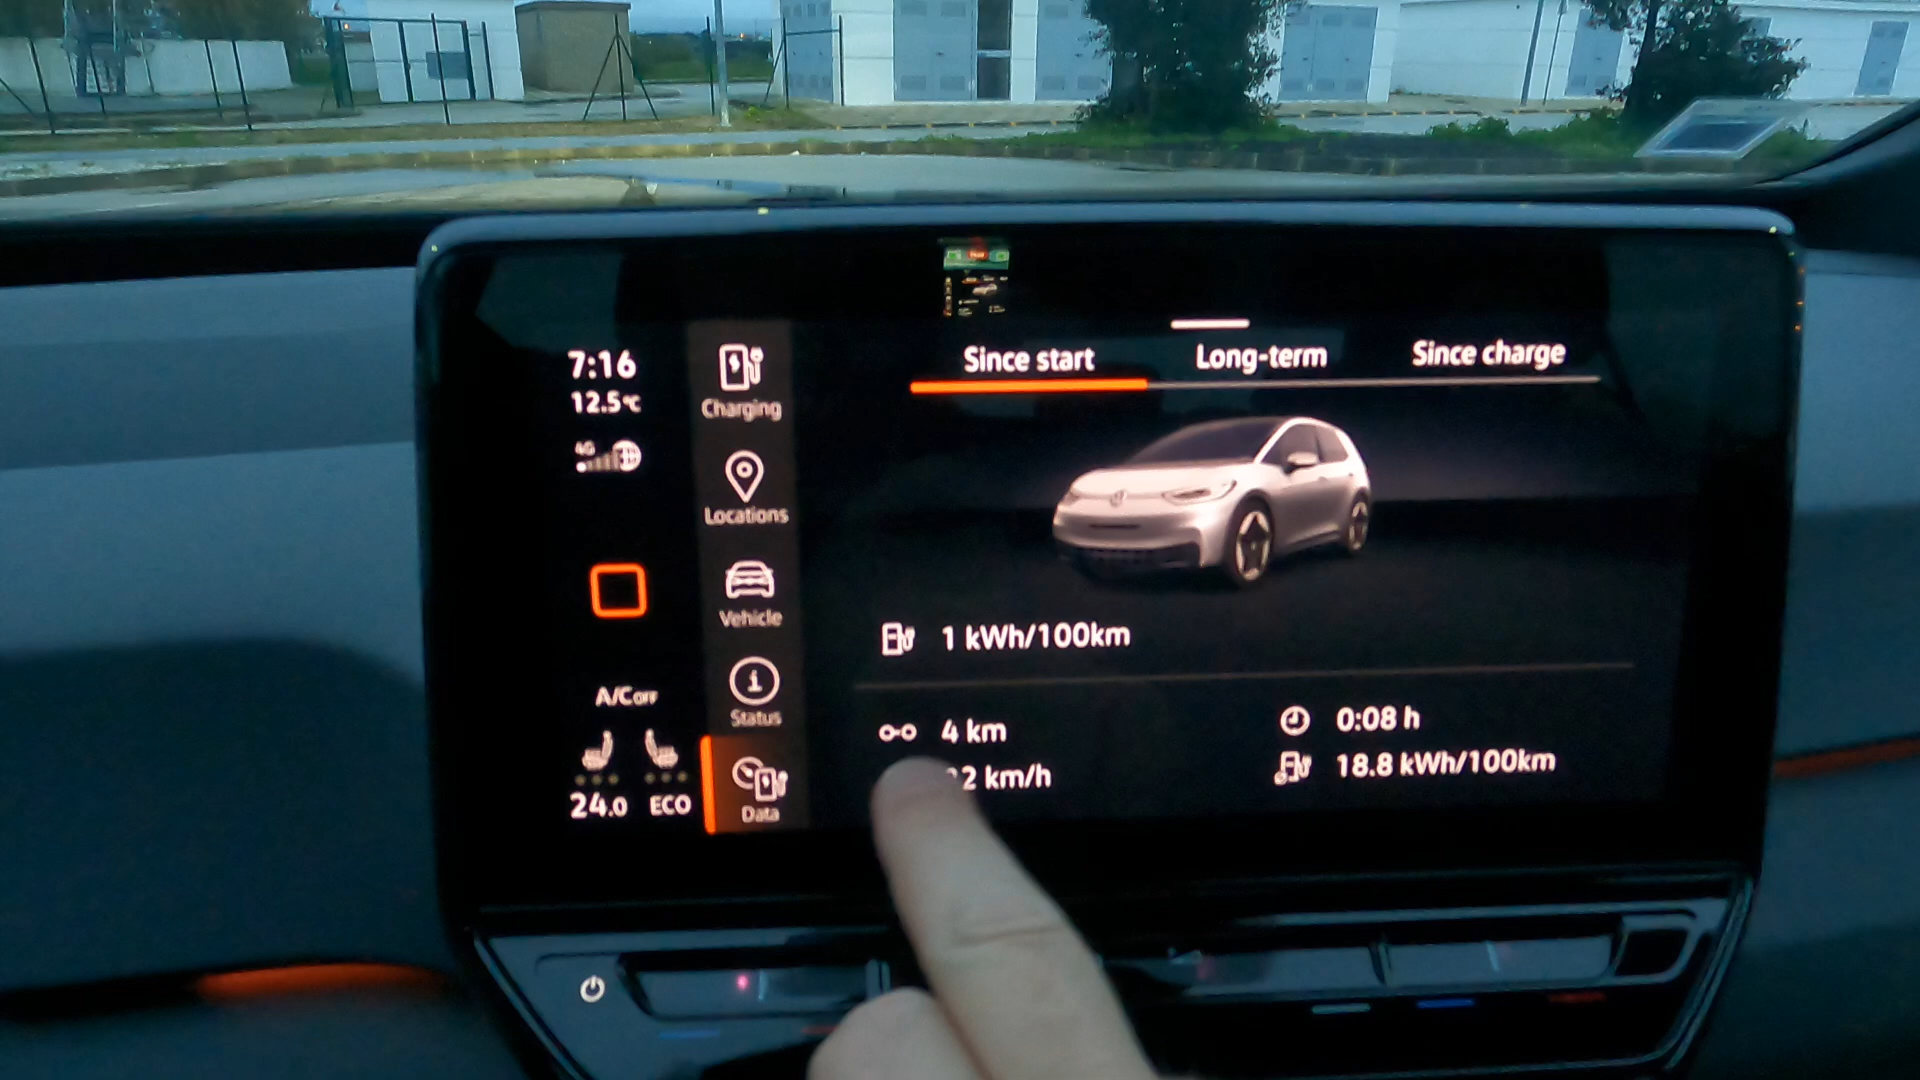 Since start Long-term Since charge
7:16
12.5°C
4G
Charging
Locations
Vehicle
Status
Data
A/C OFF
24.0 ECO
1 kWh/100km
4 km
2 km/h
0:08 h
18.8 kWh/100km